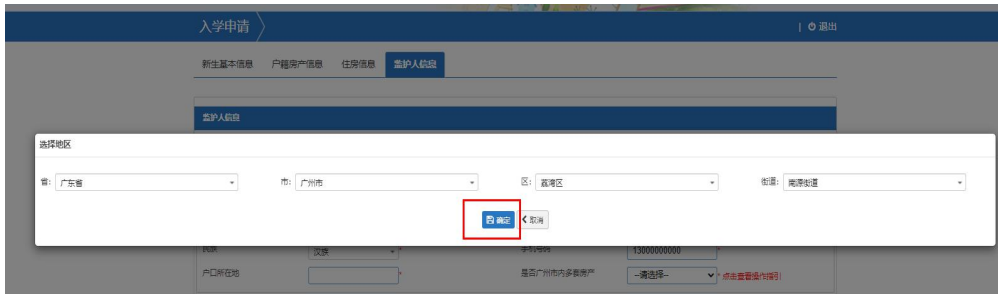 入学申请
退出
新生基本信息 户籍房产信息 住房信息 监护人信息
监护人信息
选择地区
省: 广东省 市: 广州市 区: 荔湾区 街道: 南源街道
确定 取消
民族 汉族 * 手机号码 13000000000 *
户口所在地 * 是否广州市内多套房产 --请选择-- * 点击查看操作指引